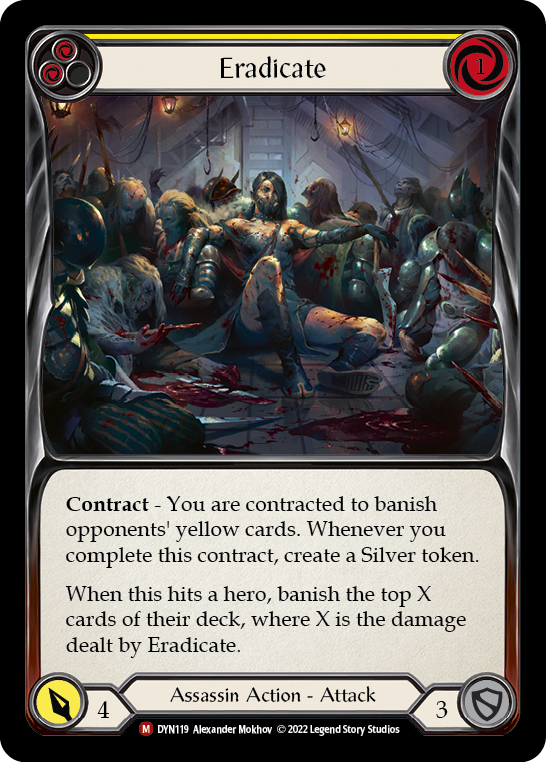 Eradicate
1
Contract - You are contracted to banish
opponents' yellow cards. Whenever you
complete this contract, create a Silver token.
When this hits a hero, banish the top X
cards of their deck, where X is the damage
dealt by Eradicate.
4
Assassin Action - Attack
3
M DYN119 Alexander Mokhov © 2022 Legend Story Studios